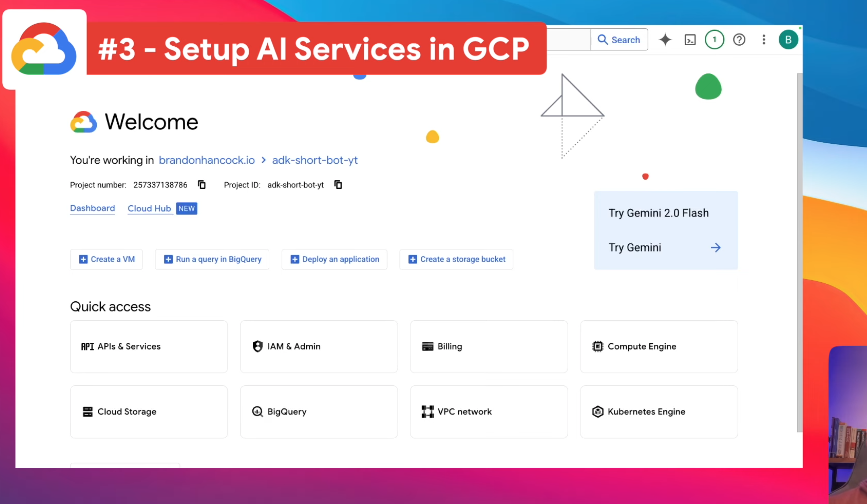 #3 - Setup AI Services in GCP
Search
1
B
Welcome
You're working in brandonhancock.io > adk-short-bot-yt
Project number: 257337138786 Project ID: adk-short-bot-yt
Dashboard Cloud Hub NEW
Try Gemini 2.0 Flash
Try Gemini
Create a VM Run a query in BigQuery Deploy an application Create a storage bucket
Quick access
API APIs & Services IAM & Admin Billing Compute Engine
Cloud Storage BigQuery VPC network Kubernetes Engine